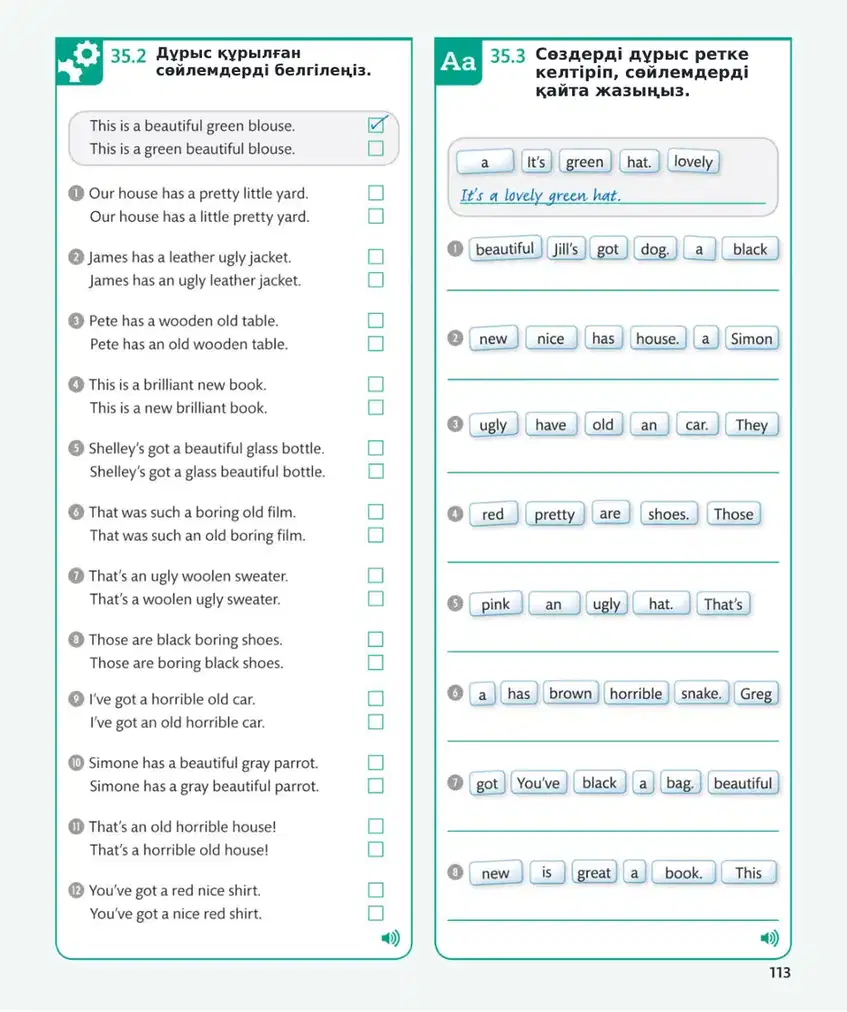 35.2 Дұрыс құрылған
сөйлемдерді белгілеңіз.
This is a beautiful green blouse.
This is a green beautiful blouse.
1 Our house has a pretty little yard.
Our house has a little pretty yard.
2 James has a leather ugly jacket.
James has an ugly leather jacket.
3 Pete has a wooden old table.
Pete has an old wooden table.
4 This is a brilliant new book.
This is a new brilliant book.
5 Shelley's got a beautiful glass bottle.
Shelley's got a glass beautiful bottle.
6 That was such a boring old film.
That was such an old boring film.
7 That's an ugly woolen sweater.
That's a woolen ugly sweater.
8 Those are black boring shoes.
Those are boring black shoes.
9 I've got a horrible old car.
I've got an old horrible car.
10 Simone has a beautiful gray parrot.
Simone has a gray beautiful parrot.
11 That's an old horrible house!
That's a horrible old house!
12 You've got a red nice shirt.
You've got a nice red shirt.
Aa 35.3 Сөздерді дұрыс ретке
келтіріп, сөйлемдерді
қайта жазыңыз.
a It's green hat. lovely
It's a lovely green hat.
1 beautiful Jill's got dog. a black
2 new nice has house. a Simon
3 ugly have old an car. They
4 red pretty are shoes. Those
5 pink an ugly hat. That's
6 a has brown horrible snake. Greg
7 got You've black a bag. beautiful
8 new is great a book. This
113